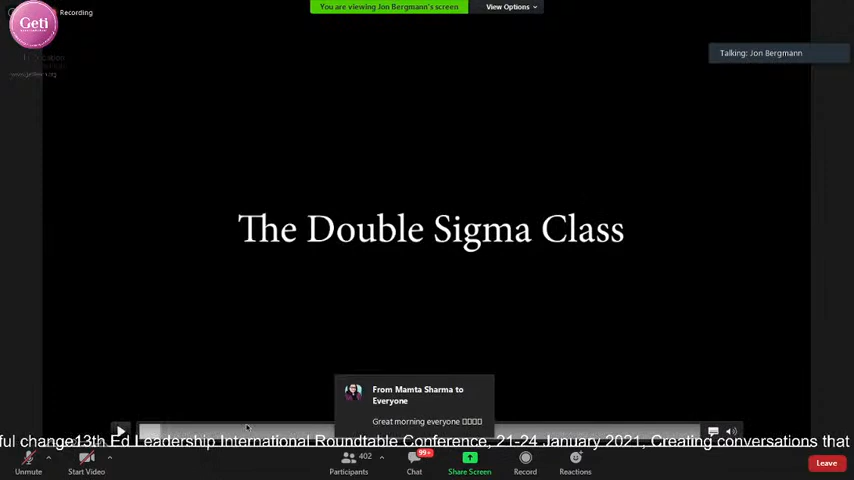 Geti
Recording
You are viewing Jon Bergmann's screen
View Options
Talking: Jon Bergmann
The Double Sigma Class
From Mamta Sharma to
Everyone
Great morning everyone
ful change13th Ed Leadership International Roundtable Conference, 21-24 January 2021, Creating conversations that
Unmute
Start Video
402
Participants
99+
Chat
Share Screen
Record
Reactions
Leave